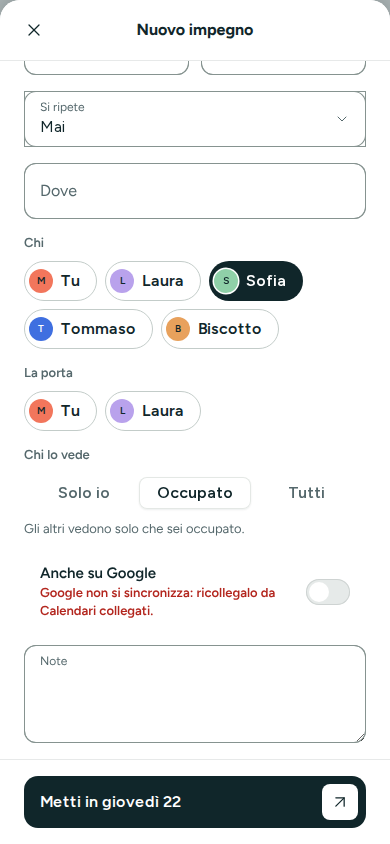 Nuovo impegno
Si ripete
Mai
Dove
Chi
M Tu L Laura S Sofia
T Tommaso B Biscotto
La porta
M Tu L Laura
Chi lo vede
Solo io Occupato Tutti
Gli altri vedono solo che sei occupato.
Anche su Google
Google non si sincronizza: ricollegalo da
Calendari collegati.
Note
Metti in giovedì 22